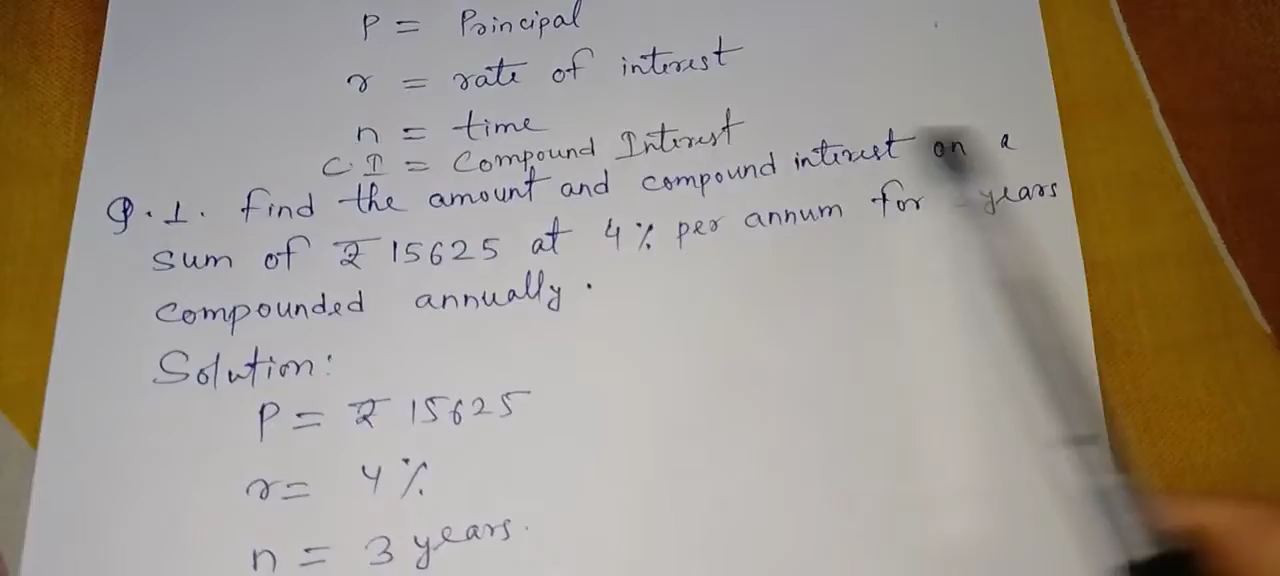 P = Principal
r = rate of interest
n = time
C.I = Compound Interest
Q.1. find the amount and compound interest on a
sum of ₹ 15625 at 4% per annum for years
compounded annually.
Solution:
P = ₹ 15625
r = 4%
n = 3 years.